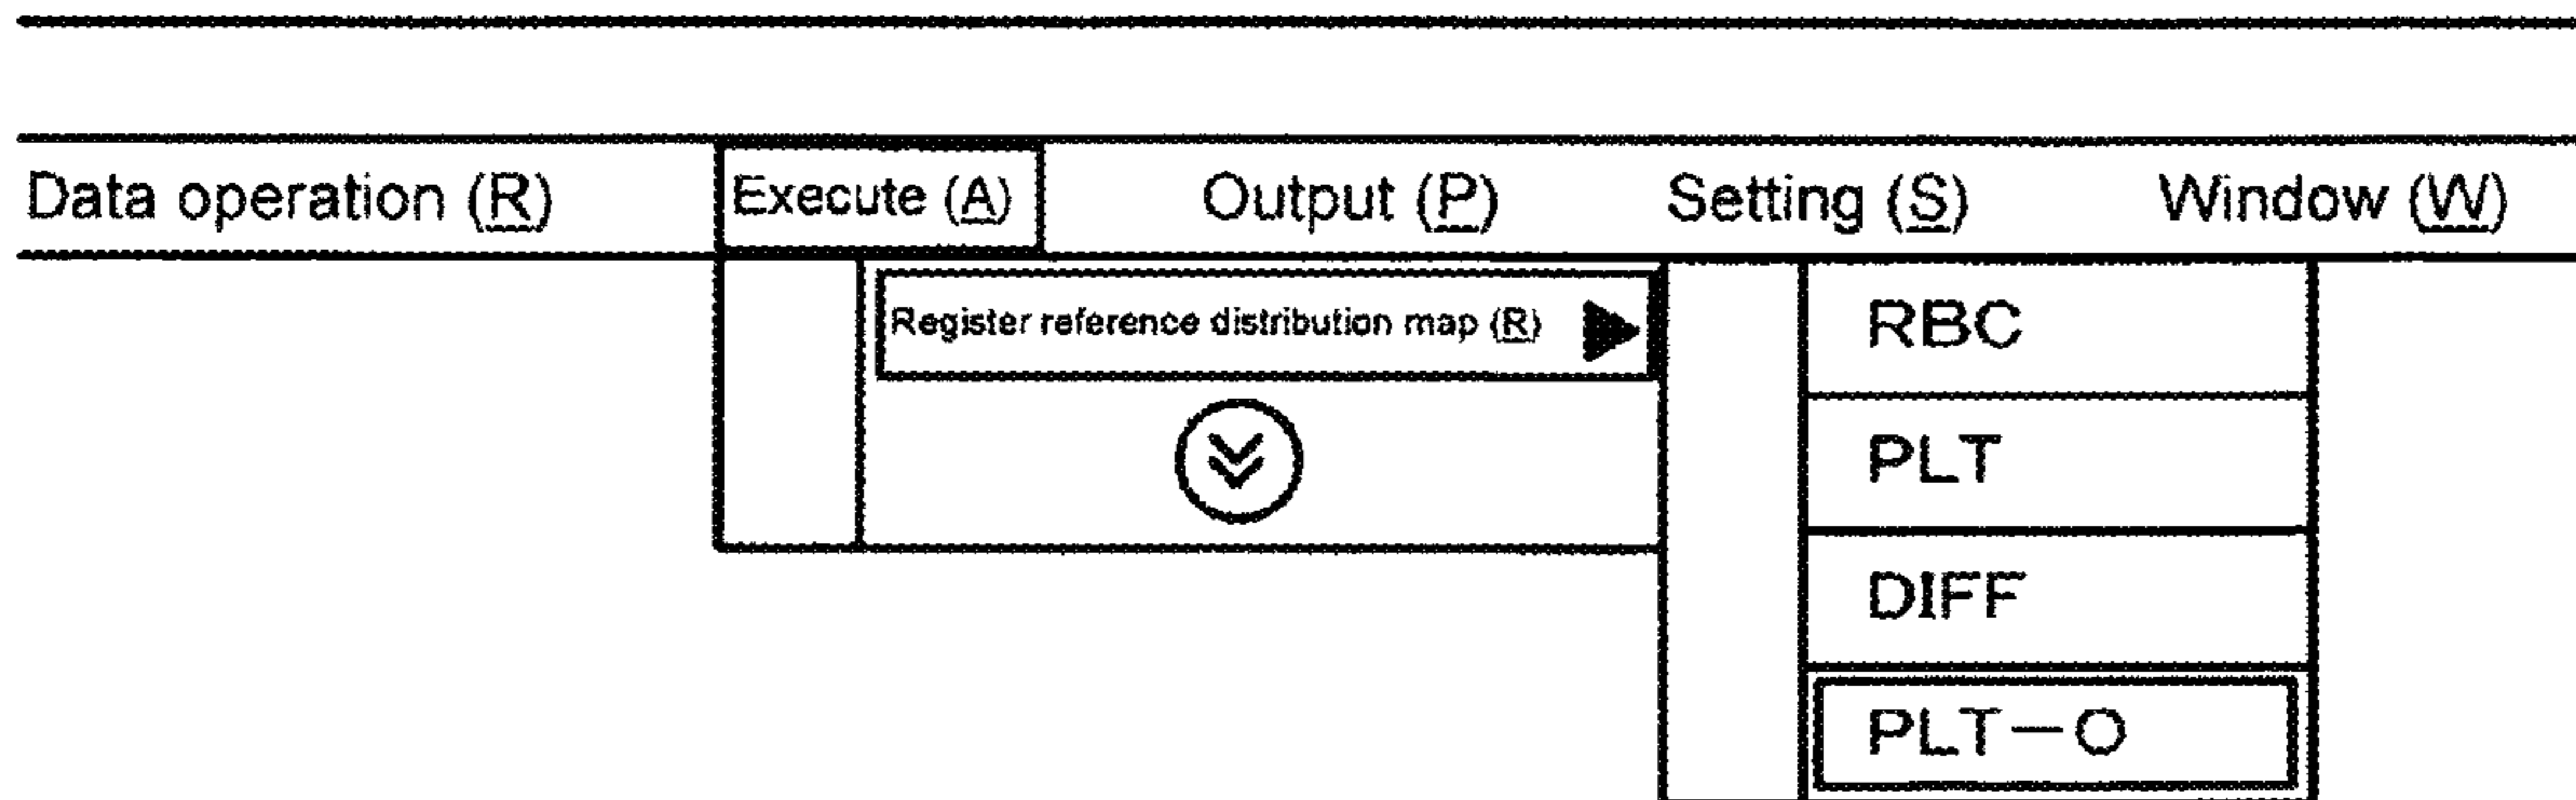 Data operation (R) Execute (A) Output (P) Setting (S) Window (W)
Register reference distribution map (R)
RBC
PLT
DIFF
PLT-O